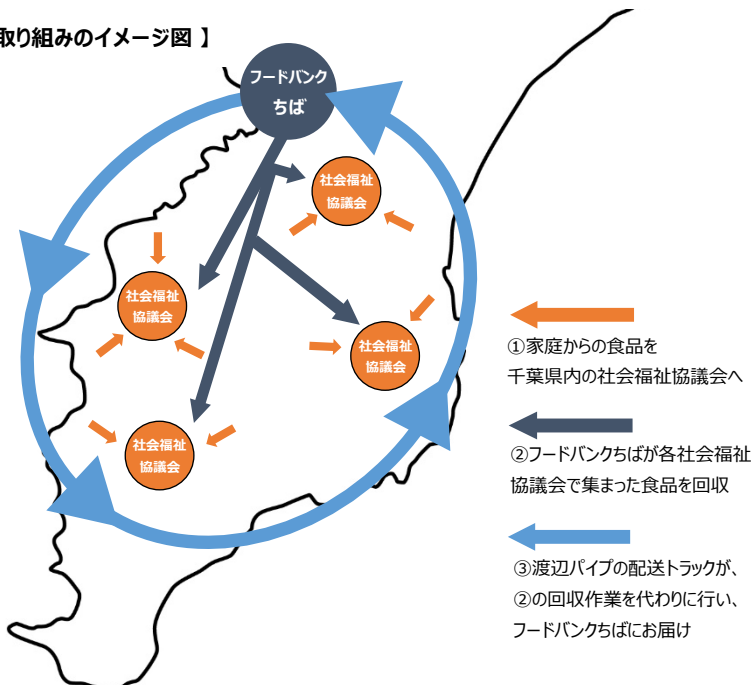 取り組みのイメージ図 】
フードバンク
ちば
社会福祉
協議会
社会福祉
協議会
社会福祉
協議会
社会福祉
協議会
①家庭からの食品を
千葉県内の社会福祉協議会へ
②フードバンクちばが各社会福祉
協議会で集まった食品を回収
③渡辺パイプの配送トラックが、
②の回収作業を代わりに行い、
フードバンクちばにお届け